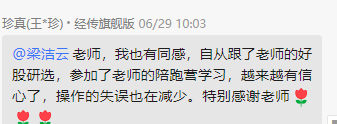 珍真(王*珍) • 经传旗舰版 06/29 10:03
@梁洁云 老师，我也有同感，自从跟了老师的好
股研选，参加了老师的陪跑营学习，越来越有信
心了，操作的失误也在减少。特别感谢老师🌹
🌹🌹